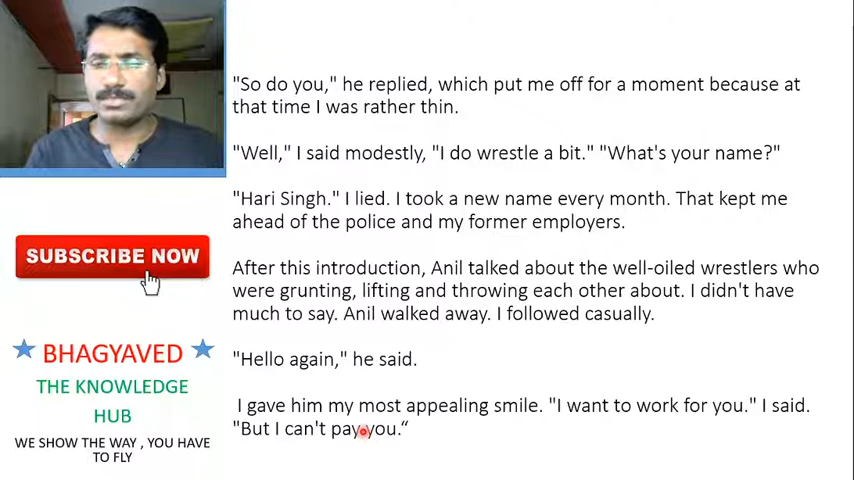 "So do you," he replied, which put me off for a moment because at
that time I was rather thin.
"Well," I said modestly, "I do wrestle a bit." "What's your name?"
"Hari Singh." I lied. I took a new name every month. That kept me
ahead of the police and my former employers.
After this introduction, Anil talked about the well-oiled wrestlers who
were grunting, lifting and throwing each other about. I didn't have
much to say. Anil walked away. I followed casually.
"Hello again," he said.
I gave him my most appealing smile. "I want to work for you." I said.
"But I can't pay you.“
SUBSCRIBE NOW
BHAGYAVED
THE KNOWLEDGE
HUB
WE SHOW THE WAY , YOU HAVE
TO FLY